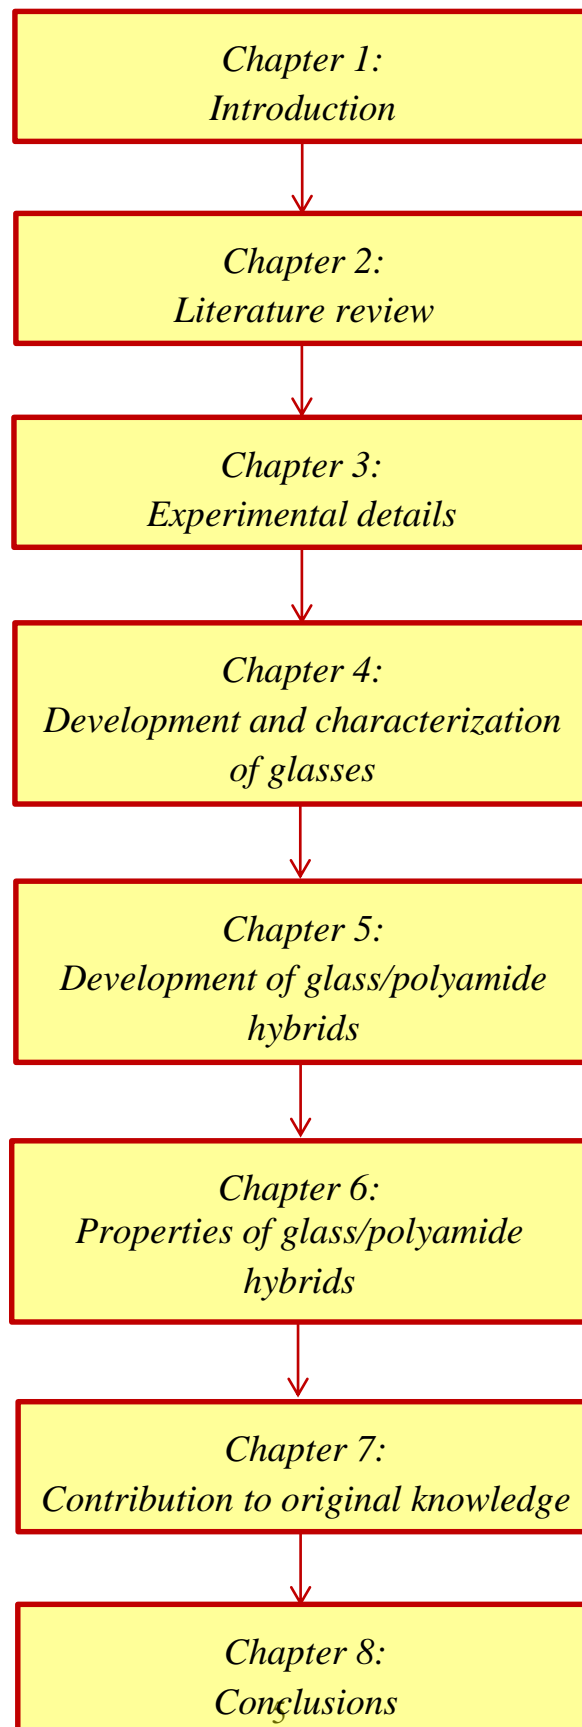 Chapter 1:
Introduction
Chapter 2:
Literature review
Chapter 3:
Experimental details
Chapter 4:
Development and characterization
of glasses
Chapter 5:
Development of glass/polyamide
hybrids
Chapter 6:
Properties of glass/polyamide
hybrids
Chapter 7:
Contribution to original knowledge
Chapter 8:
Conclusions
5